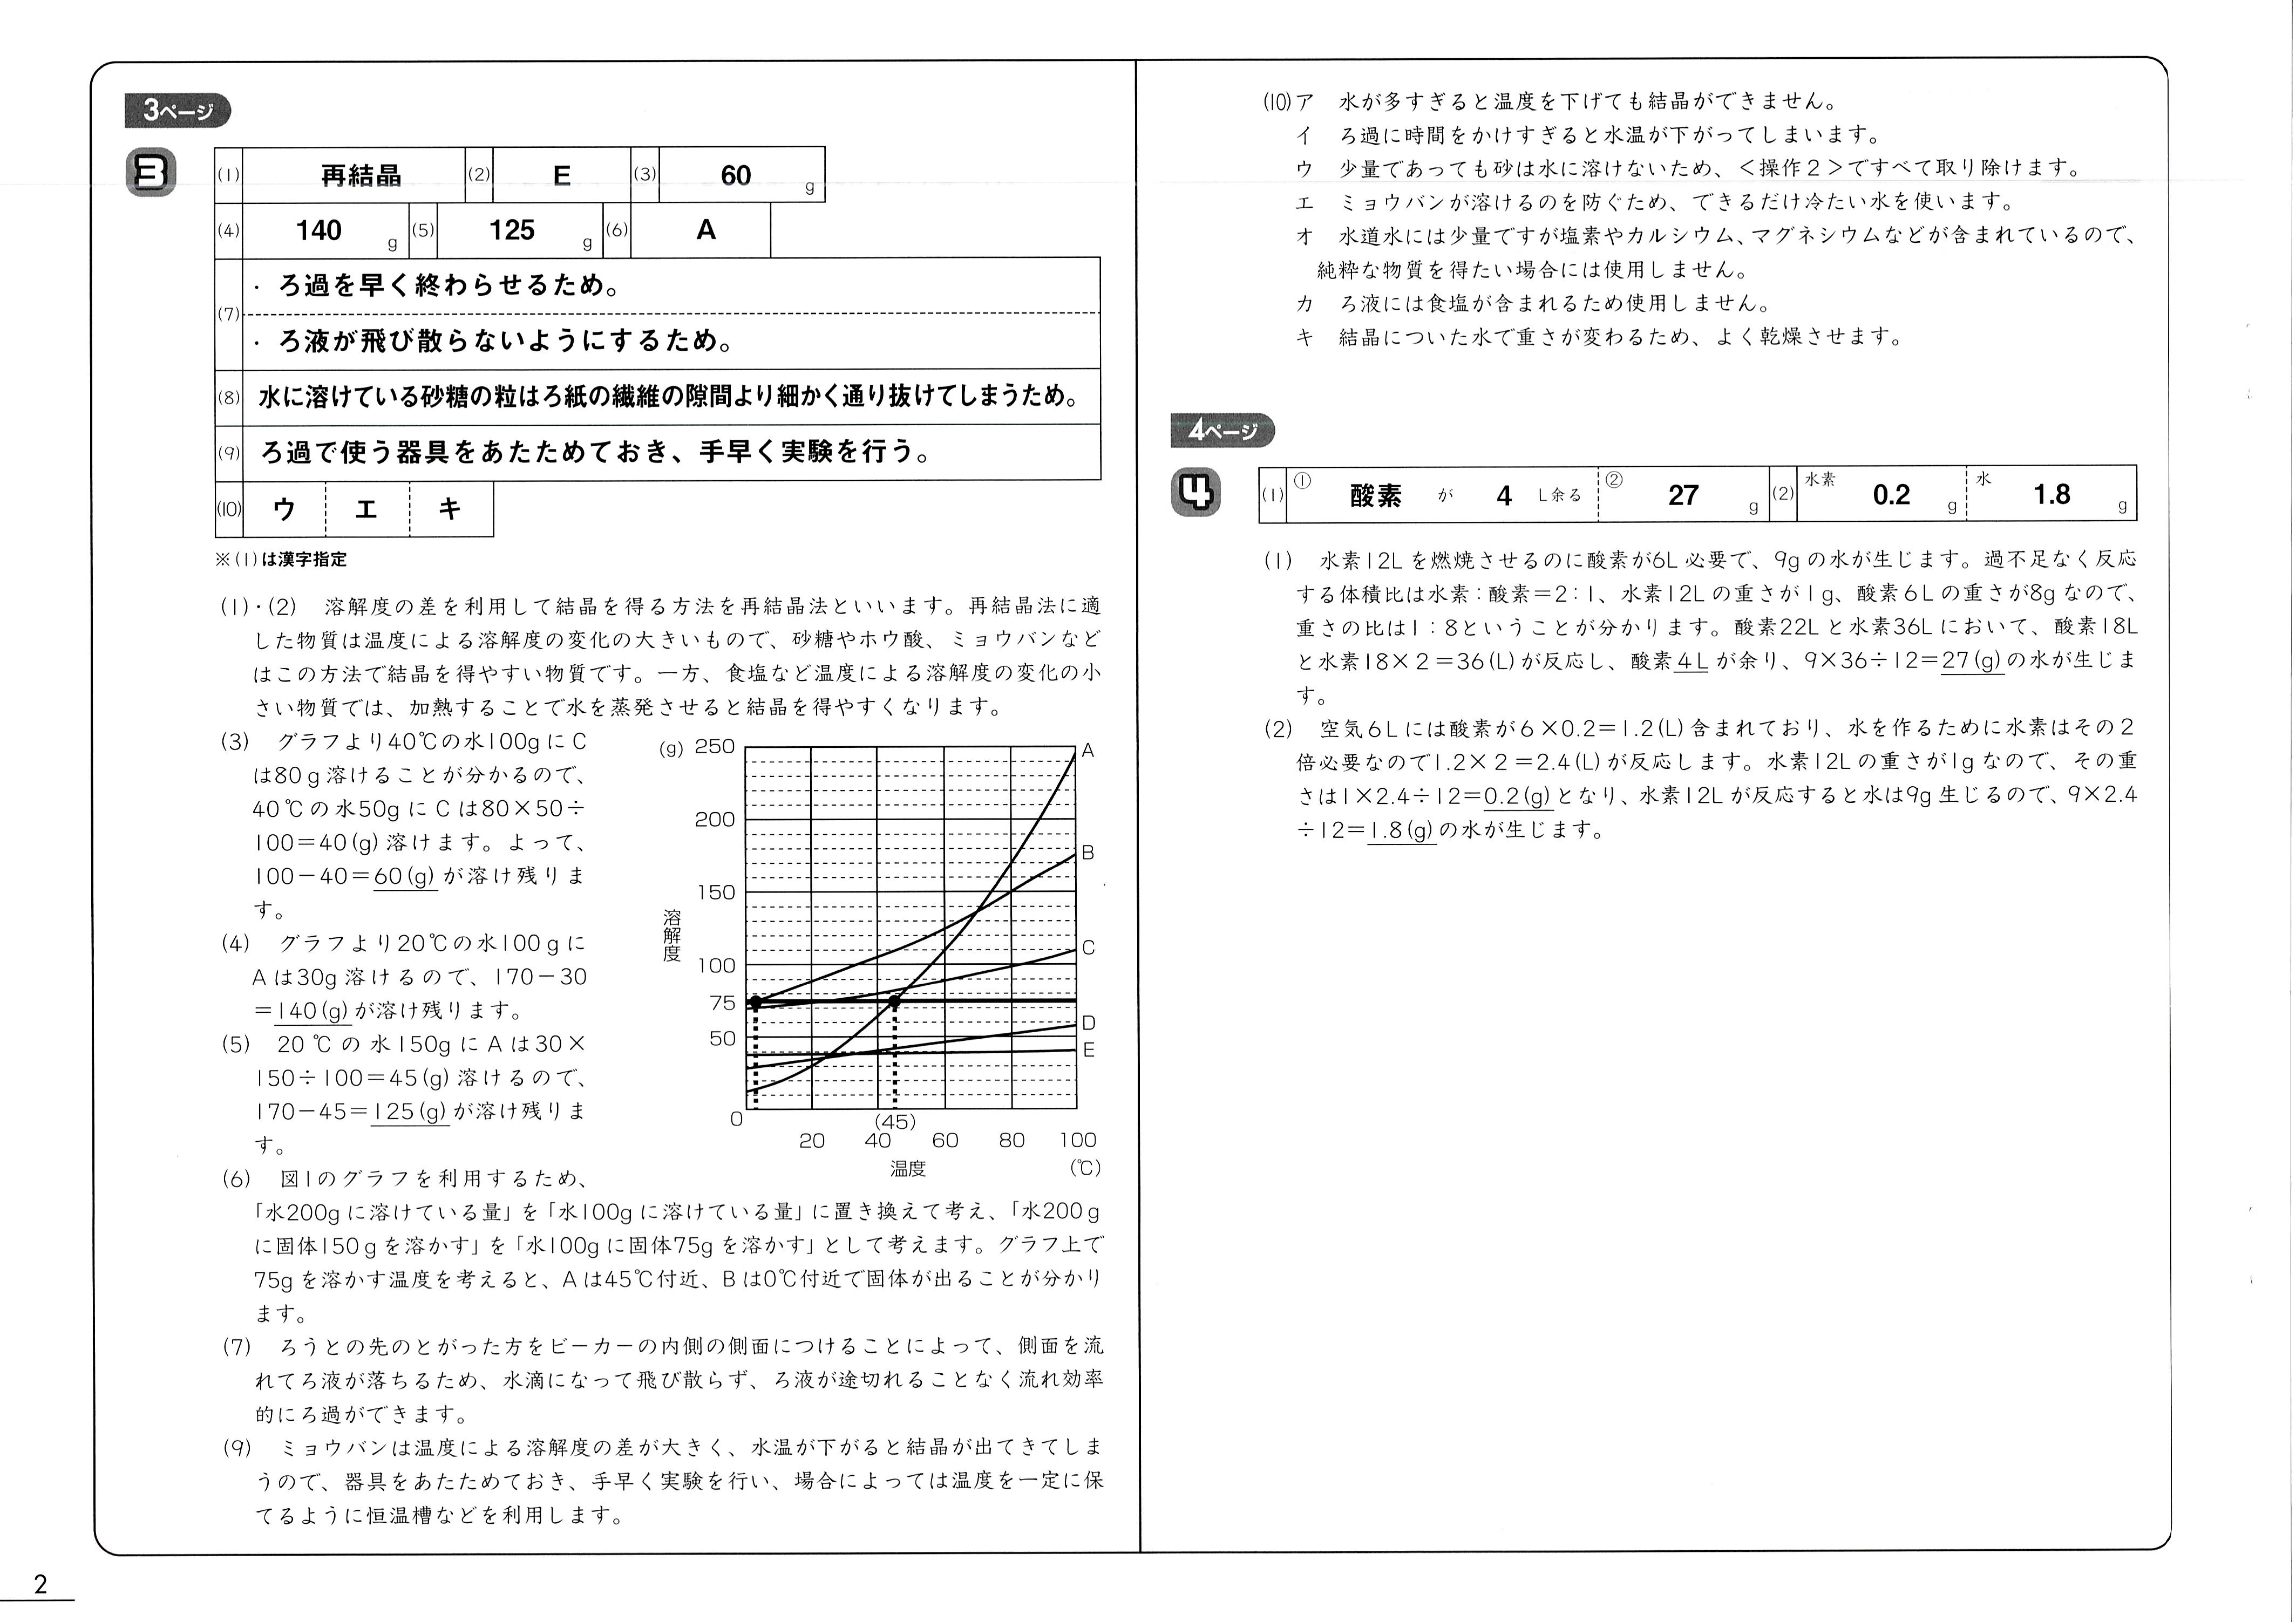 3ページ
3
(1) 再結晶 (2) E (3) 60 g
(4) 140 g (5) 125 g (6) A
(7) ・ ろ過を早く終わらせるため。
・ ろ液が飛び散らないようにするため。
(8) 水に溶けている砂糖の粒はろ紙の繊維の隙間より細かく通り抜けてしまうため。
(9) ろ過で使う器具をあたためておき、手早く実験を行う。
(10) ウ エ キ
※(1)は漢字指定
(1)・(2) 溶解度の差を利用して結晶を得る方法を再結晶法といいます。再結晶法に適
した物質は温度による溶解度の変化の大きいもので、砂糖やホウ酸、ミョウバンなど
はこの方法で結晶を得やすい物質です。一方、食塩など温度による溶解度の変化の小
さい物質では、加熱することで水を蒸発させると結晶を得やすくなります。
(3) グラフより40℃の水100gにC
は80g溶けることが分かるので、
40℃の水50gにCは80×50÷
100=40(g)溶けます。よって、
100−40=60(g)が溶け残りま
す。
(4) グラフより20℃の水100gに
Aは30g溶けるので、170−30
=140(g)が溶け残ります。
(5) 20℃の水150gにAは30×
150÷100=45(g)溶けるので、
170−45=125(g)が溶け残りま
す。
(g) 250
200
150
100
75
50
0
溶解度
A
B
C
D
E
(45)
20 40 60 80 100
温度 (℃)
(6) 図1のグラフを利用するため、
「水200gに溶けている量」を「水100gに溶けている量」に置き換えて考え、「水200g
に固体150gを溶かす」を「水100gに固体75gを溶かす」として考えます。グラフ上で
75gを溶かす温度を考えると、Aは45℃付近、Bは0℃付近で固体が出ることが分かり
ます。
(7) ろうとの先のとがった方をビーカーの内側の側面につけることによって、側面を流
れてろ液が落ちるため、水滴になって飛び散らず、ろ液が途切れることなく流れ効率
的にろ過ができます。
(9) ミョウバンは温度による溶解度の差が大きく、水温が下がると結晶が出てきてしま
うので、器具をあたためておき、手早く実験を行い、場合によっては温度を一定に保
てるように恒温槽などを利用します。
(10)ア 水が多すぎると温度を下げても結晶ができません。
イ ろ過に時間をかけすぎると水温が下がってしまいます。
ウ 少量であっても砂は水に溶けないため、<操作2>ですべて取り除けます。
エ ミョウバンが溶けるのを防ぐため、できるだけ冷たい水を使います。
オ 水道水には少量ですが塩素やカルシウム、マグネシウムなどが含まれているので、
純粋な物質を得たい場合には使用しません。
カ ろ液には食塩が含まれるため使用しません。
キ 結晶についた水で重さが変わるため、よく乾燥させます。
4ページ
4
(1) ① 酸素 が 4 L余る ② 27 g (2) 水素 0.2 g 水 1.8 g
(1) 水素12Lを燃焼させるのに酸素が6L必要で、9gの水が生じます。過不足なく反応
する体積比は水素:酸素=2:1、水素12Lの重さが1g、酸素6Lの重さが8gなので、
重さの比は1:8ということが分かります。酸素22Lと水素36Lにおいて、酸素18L
と水素18×2=36(L)が反応し、酸素4Lが余り、9×36÷12=27(g)の水が生じま
す。
(2) 空気6Lには酸素が6×0.2=1.2(L)含まれており、水を作るために水素はその2
倍必要なので1.2×2=2.4(L)が反応します。水素12Lの重さが1gなので、その重
さは1×2.4÷12=0.2(g)となり、水素12Lが反応すると水は9g生じるので、9×2.4
÷12=1.8(g)の水が生じます。
2